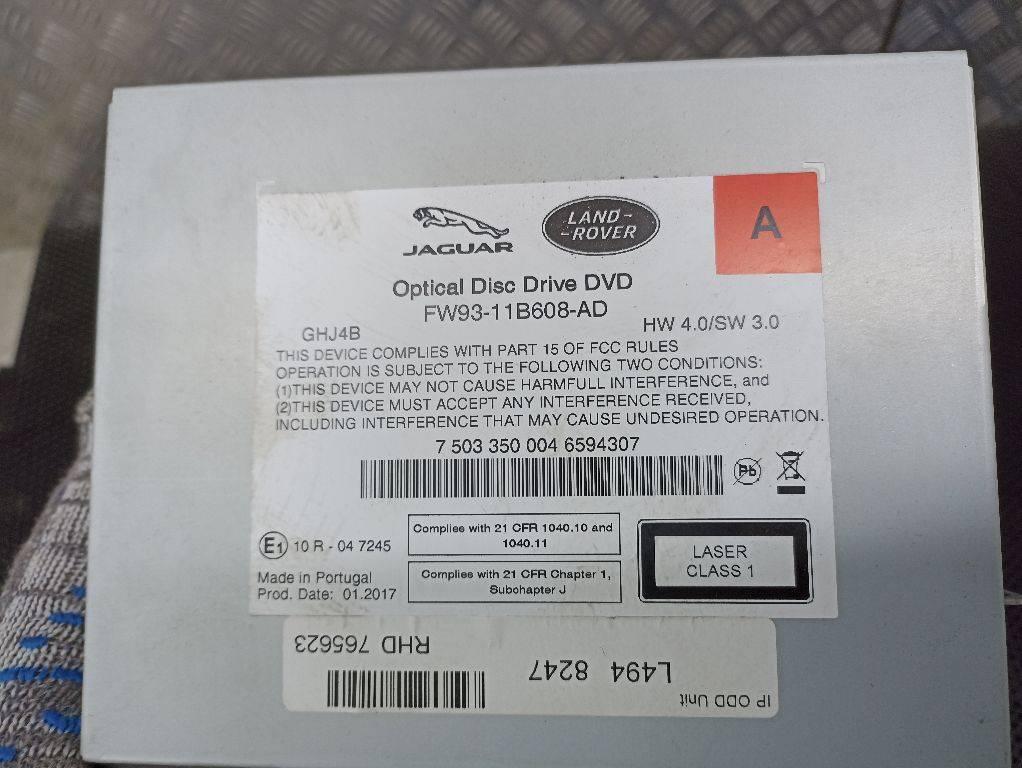 JAGUAR
LAND-
-ROVER
A
Optical Disc Drive DVD
FW93-11B608-AD
GHJ4B
HW 4.0/SW 3.0
THIS DEVICE COMPLIES WITH PART 15 OF FCC RULES
OPERATION IS SUBJECT TO THE FOLLOWING TWO CONDITIONS:
(1)THIS DEVICE MAY NOT CAUSE HARMFULL INTERFERENCE, and
(2)THIS DEVICE MUST ACCEPT ANY INTERFERENCE RECEIVED,
INCLUDING INTERFERENCE THAT MAY CAUSE UNDESIRED OPERATION.
7 503 350 004 6594307
Pb
E1 10 R - 04 7245
Complies with 21 CFR 1040.10 and
1040.11
Made in Portugal
Prod. Date: 01.2017
Complies with 21 CFR Chapter 1,
Subchapter J
LASER
CLASS 1
IP ODD Unit
L494 8247
RHD 765623